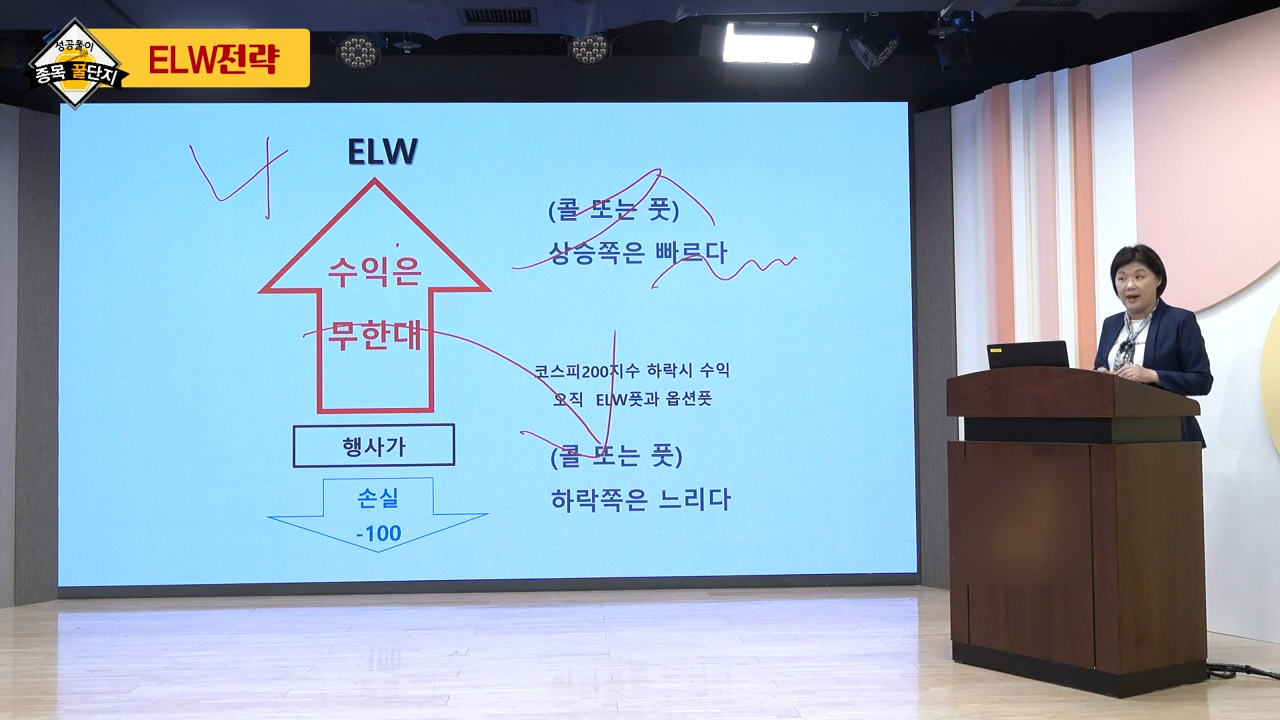 성공풀이
종목 꿀단지
ELW전략
ELW
수익은
무한대
행사가
손실
-100
(콜 또는 풋)
상승쪽은 빠르다
코스피200지수 하락시 수익
오직 ELW풋과 옵션풋
(콜 또는 풋)
하락쪽은 느리다